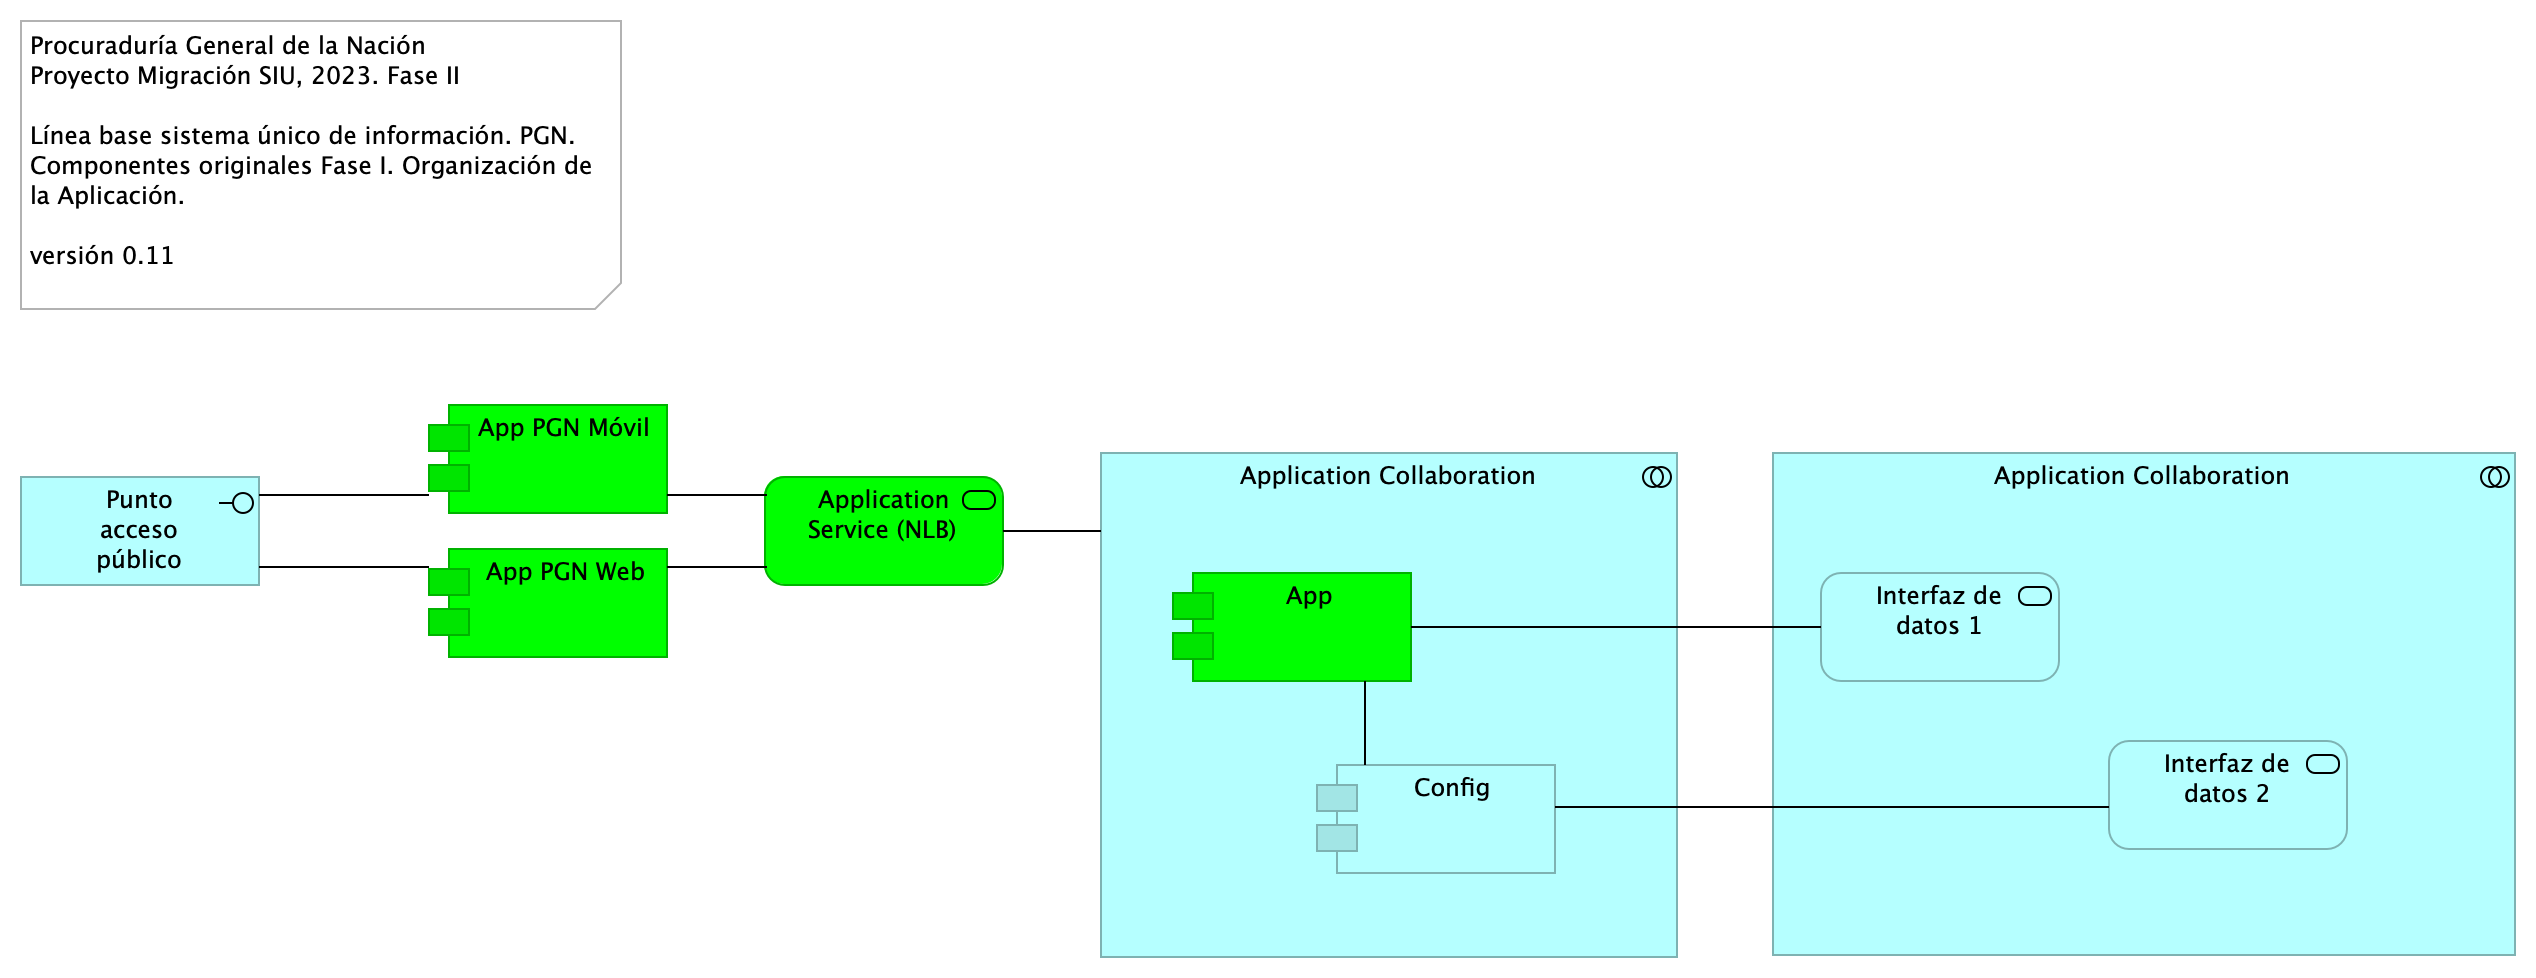 Procuraduría General de la Nación
Proyecto Migración SIU, 2023. Fase II
Línea base sistema único de información. PGN.
Componentes originales Fase I. Organización de
la Aplicación.
versión 0.11
Punto
acceso
público
App PGN Móvil
App PGN Web
Application
Service (NLB)
Application Collaboration
App
Config
Application Collaboration
Interfaz de
datos 1
Interfaz de
datos 2